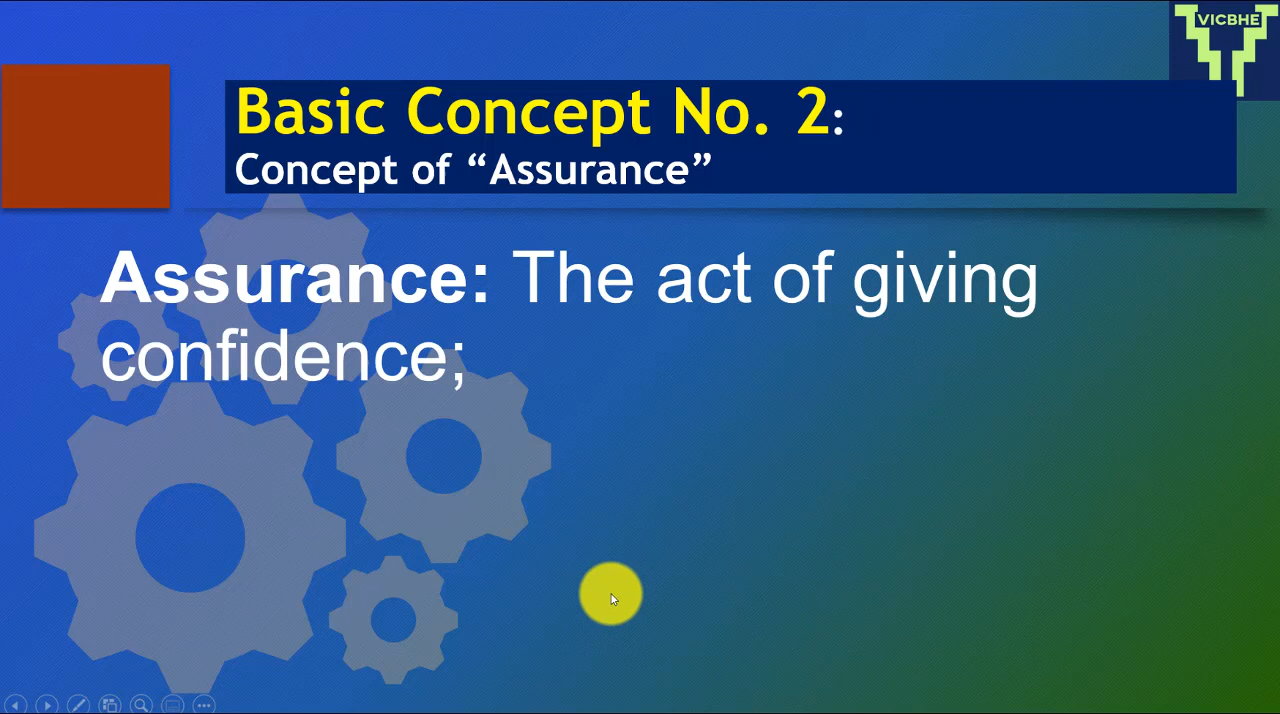 VICBHE
Basic Concept No. 2:
Concept of “Assurance”
Assurance: The act of giving
confidence;